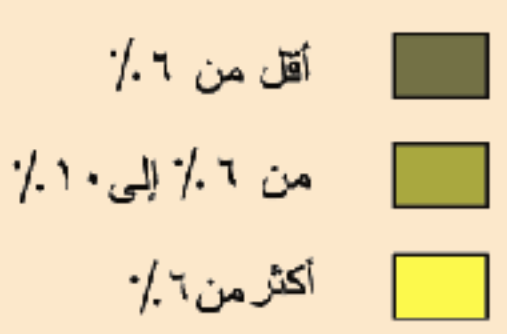 أقل من ٦٪
من ٦٪ إلى ١٠٪
أكثر من ٦٪